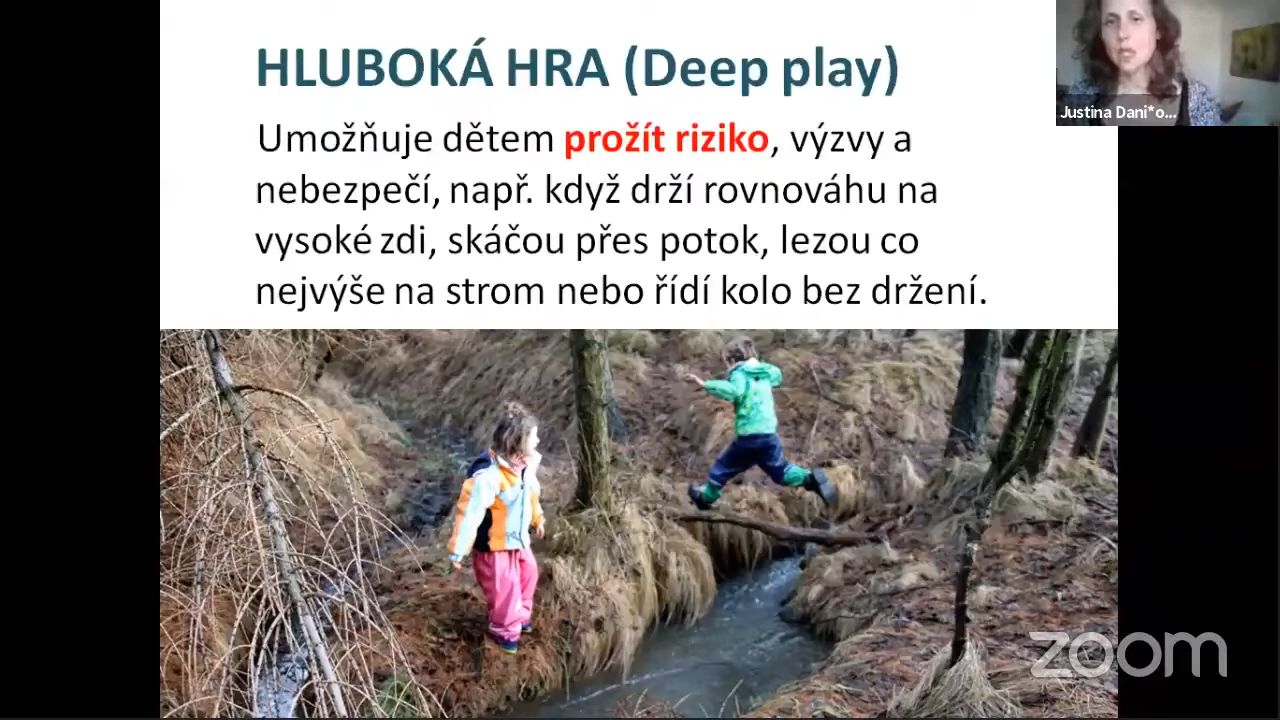 HLUBOKÁ HRA (Deep play)
Umožňuje dětem prožít riziko, výzvy a
nebezpečí, např. když drží rovnováhu na
vysoké zdi, skáčou přes potok, lezou co
nejvýše na strom nebo řídí kolo bez držení.
Justina Dani*o...
zoom